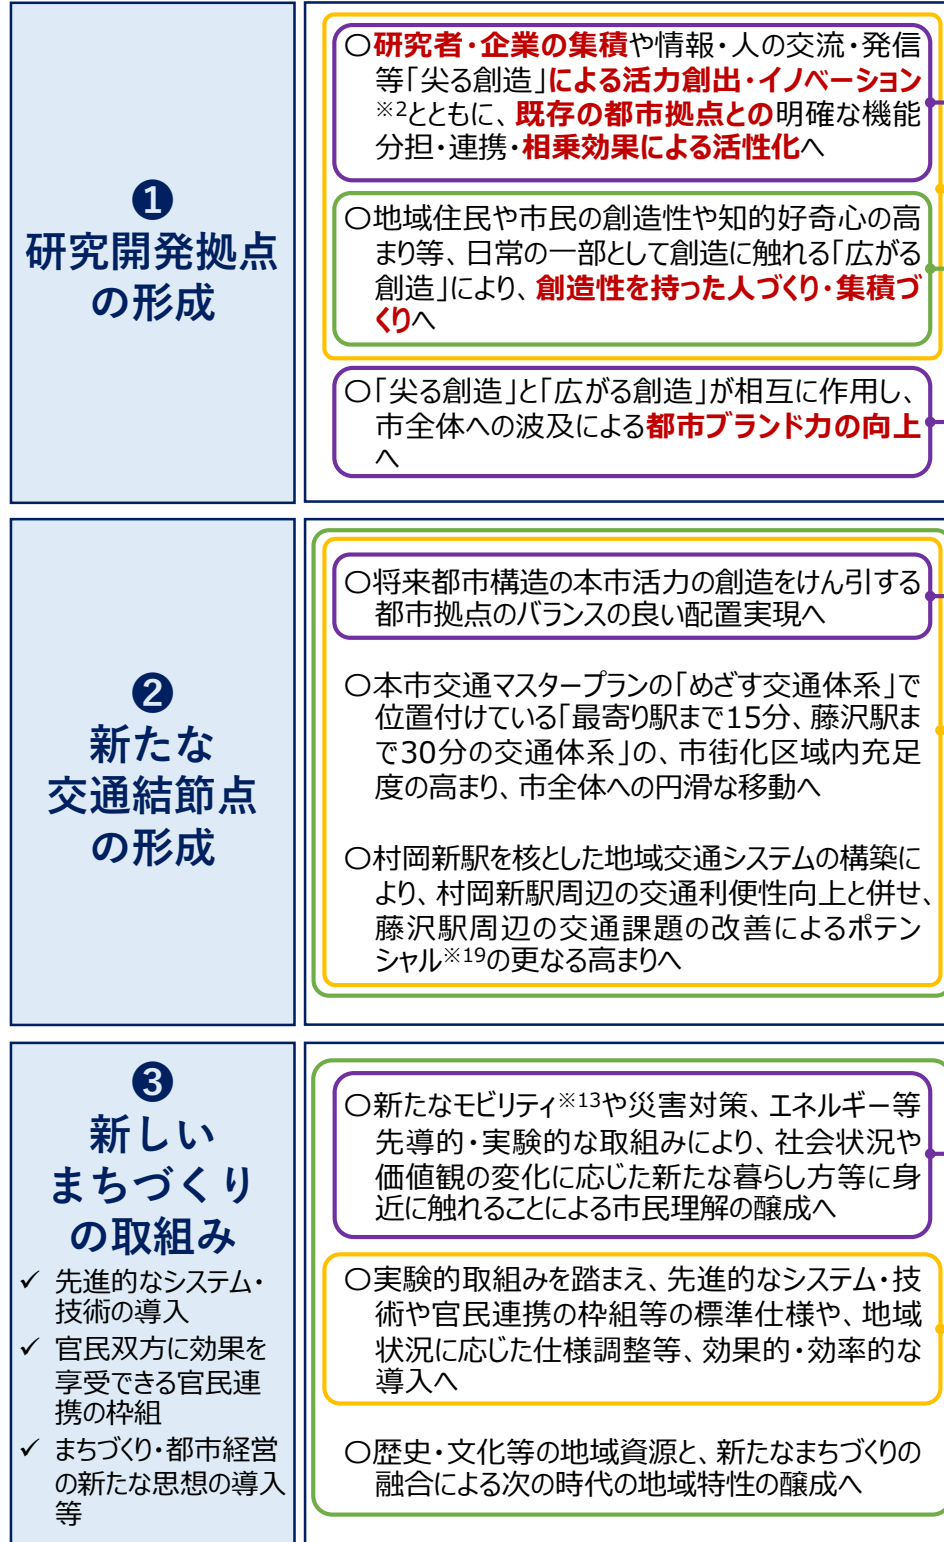 ❶
研究開発拠点
の形成
〇研究者・企業の集積や情報・人の交流・発信
等「尖る創造」による活力創出・イノベーション
※2とともに、既存の都市拠点との明確な機能
分担・連携・相乗効果による活性化へ
〇地域住民や市民の創造性や知的好奇心の高
まり等、日常の一部として創造に触れる「広がる
創造」により、創造性を持った人づくり・集積づ
くりへ
〇「尖る創造」と「広がる創造」が相互に作用し、
市全体への波及による都市ブランド力の向上
へ
❷
新たな
交通結節点
の形成
〇将来都市構造の本市活力の創造をけん引する
都市拠点のバランスの良い配置実現へ
〇本市交通マスタープランの「めざす交通体系」で
位置付けている「最寄り駅まで15分、藤沢駅ま
で30分の交通体系」の、市街化区域内充足
度の高まり、市全体への円滑な移動へ
〇村岡新駅を核とした地域交通システムの構築に
より、村岡新駅周辺の交通利便性向上と併せ、
藤沢駅周辺の交通課題の改善によるポテン
シャル※19の更なる高まりへ
❸
新しい
まちづくり
の取組み
✓ 先進的なシステム・
技術の導入
✓ 官民双方に効果を
享受できる官民連
携の枠組
✓ まちづくり・都市経営
の新たな思想の導入
等
〇新たなモビリティ※13や災害対策、エネルギー等
先導的・実験的な取組みにより、社会状況や
価値観の変化に応じた新たな暮らし方等に身
近に触れることによる市民理解の醸成へ
〇実験的取組みを踏まえ、先進的なシステム・技
術や官民連携の枠組等の標準仕様や、地域
状況に応じた仕様調整等、効果的・効率的な
導入へ
〇歴史・文化等の地域資源と、新たなまちづくりの
融合による次の時代の地域特性の醸成へ